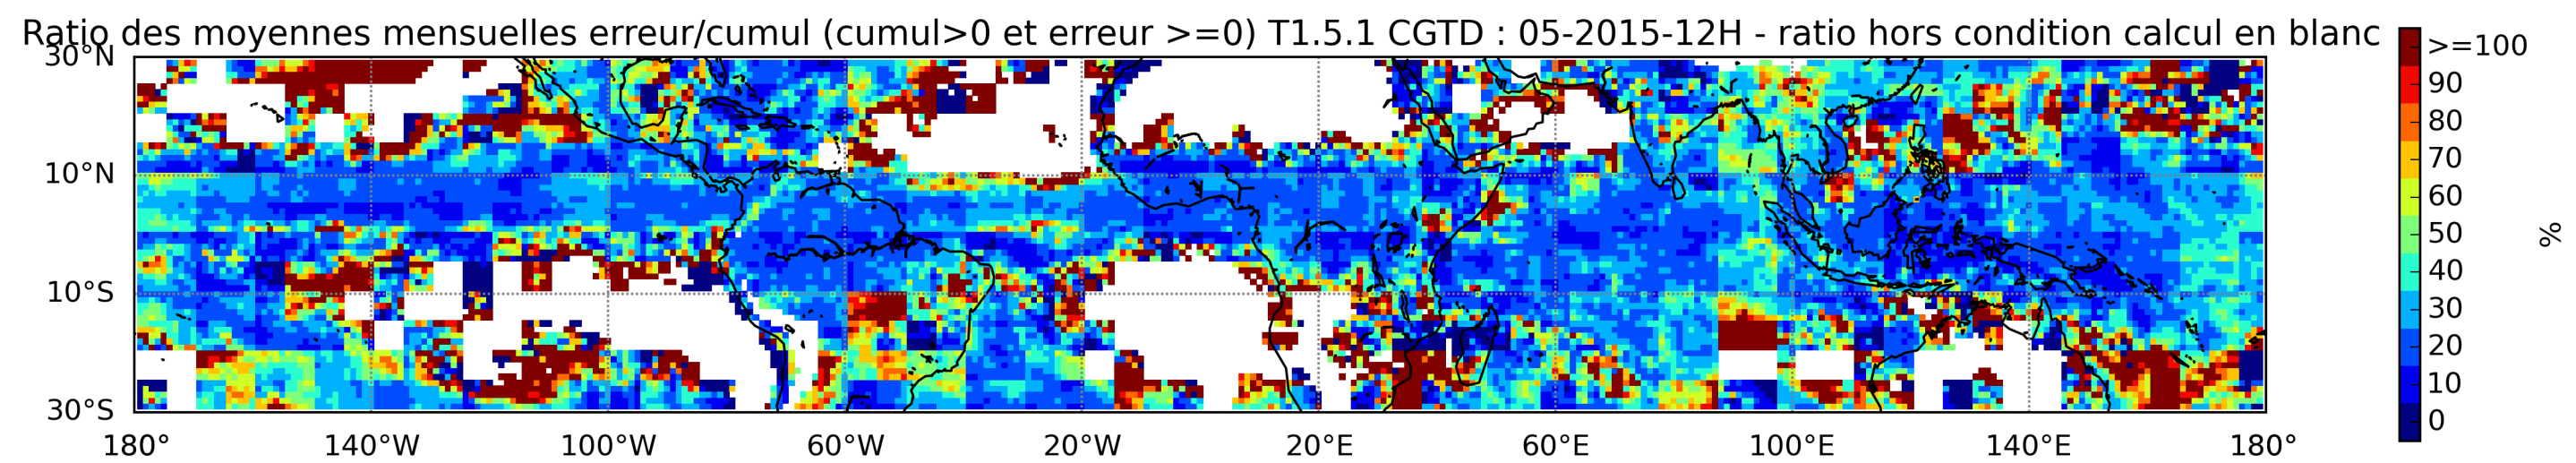 Ratio des moyennes mensuelles erreur/cumul (cumul>0 et erreur >=0) T1.5.1 CGTD : 05-2015-12H - ratio hors condition calcul en blanc
30°N
10°N
10°S
30°S
180°
140°W
100°W
60°W
20°W
20°E
60°E
100°E
140°E
180°
>=100
90
80
70
60
50
40
30
20
10
0
%